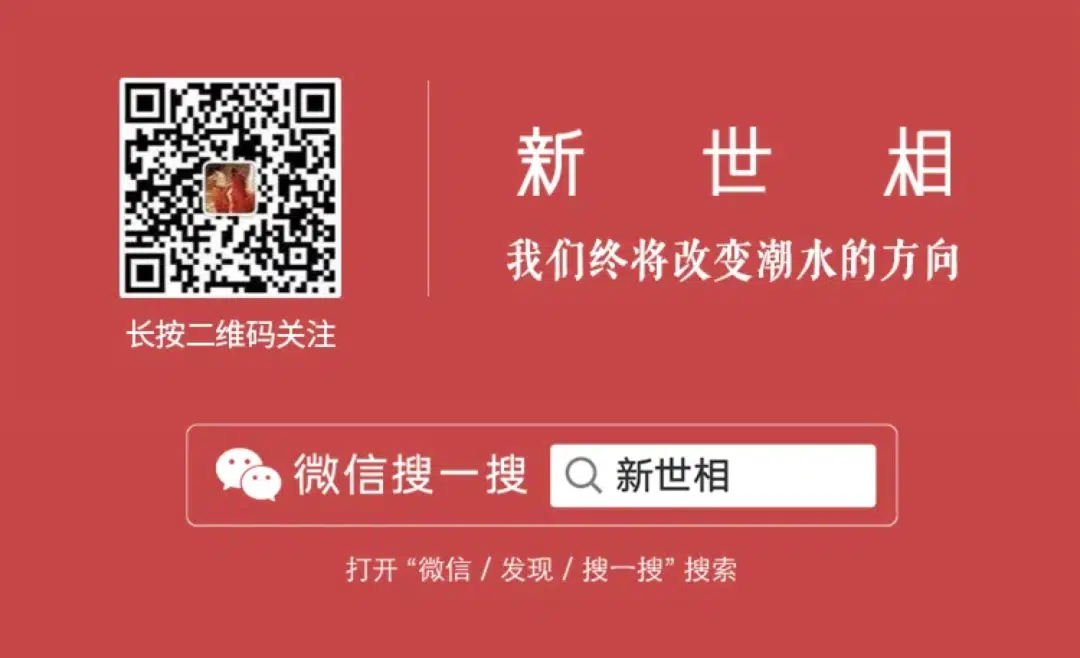 新世相
我们终将改变潮水的方向
长按二维码关注
微信搜一搜 新世相
打开“微信 / 发现 / 搜一搜”搜索